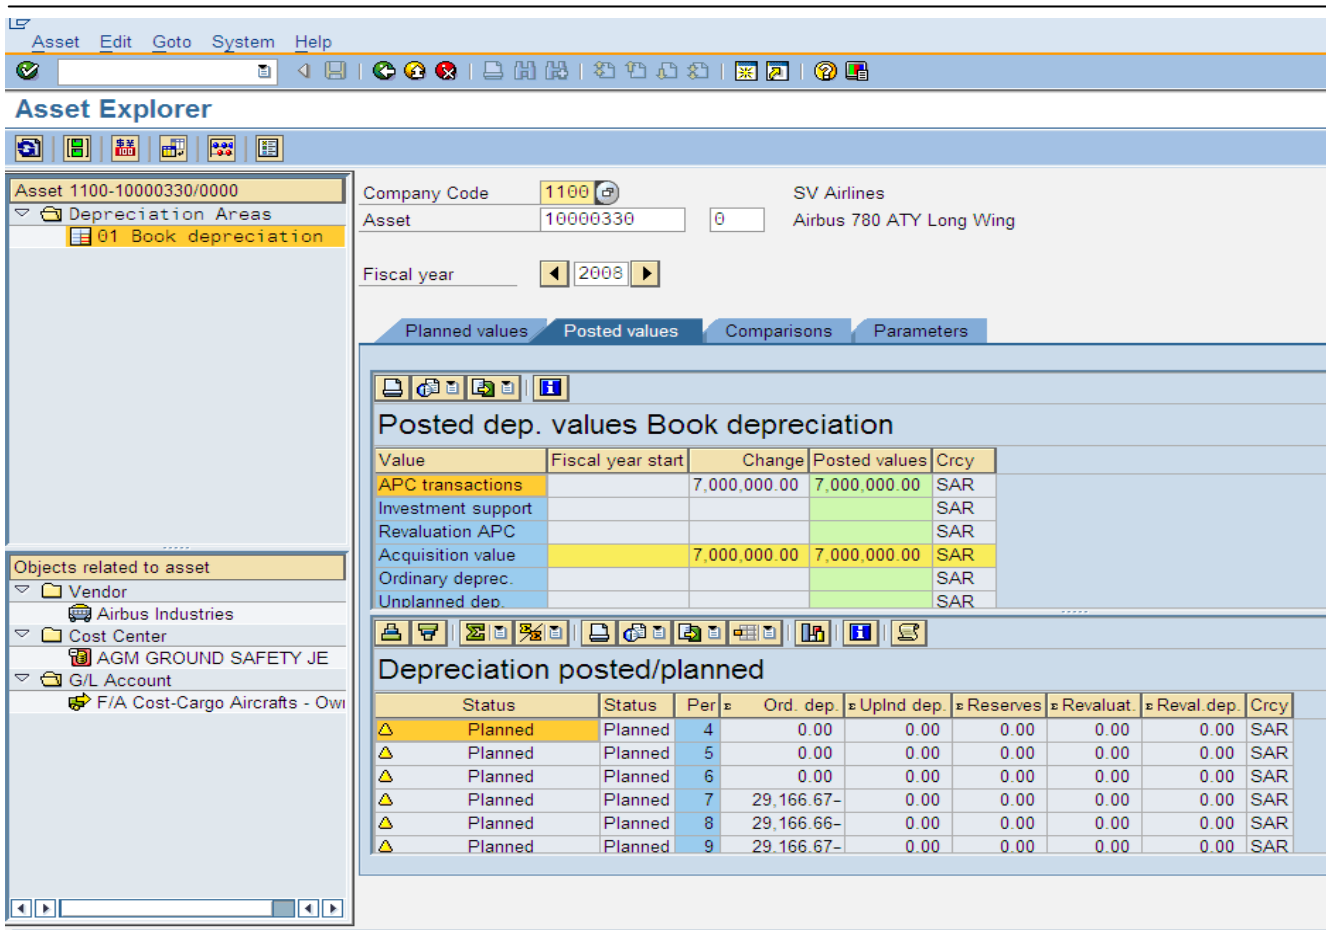 Asset Edit Goto System Help
Asset Explorer
Asset 1100-10000330/0000
Depreciation Areas
01 Book depreciation
Company Code 1100 SV Airlines
Asset 10000330 0 Airbus 780 ATY Long Wing
Fiscal year 2008
Planned values Posted values Comparisons Parameters
Posted dep. values Book depreciation
Value Fiscal year start Change Posted values Crcy
APC transactions 7,000,000.00 7,000,000.00 SAR
Investment support SAR
Revaluation APC SAR
Acquisition value 7,000,000.00 7,000,000.00 SAR
Ordinary deprec. SAR
Unplanned dep. SAR
Objects related to asset
Vendor
Airbus Industries
Cost Center
AGM GROUND SAFETY JE
G/L Account
F/A Cost-Cargo Aircrafts - Own
Depreciation posted/planned
Status Status Per Σ Ord. dep. Σ Uplnd dep. Σ Reserves Σ Revaluat. Σ Reval.dep. Crcy
Planned Planned 4 0.00 0.00 0.00 0.00 0.00 SAR
Planned Planned 5 0.00 0.00 0.00 0.00 0.00 SAR
Planned Planned 6 0.00 0.00 0.00 0.00 0.00 SAR
Planned Planned 7 29,166.67- 0.00 0.00 0.00 0.00 SAR
Planned Planned 8 29,166.66- 0.00 0.00 0.00 0.00 SAR
Planned Planned 9 29.166.67- 0.00 0.00 0.00 0.00 SAR